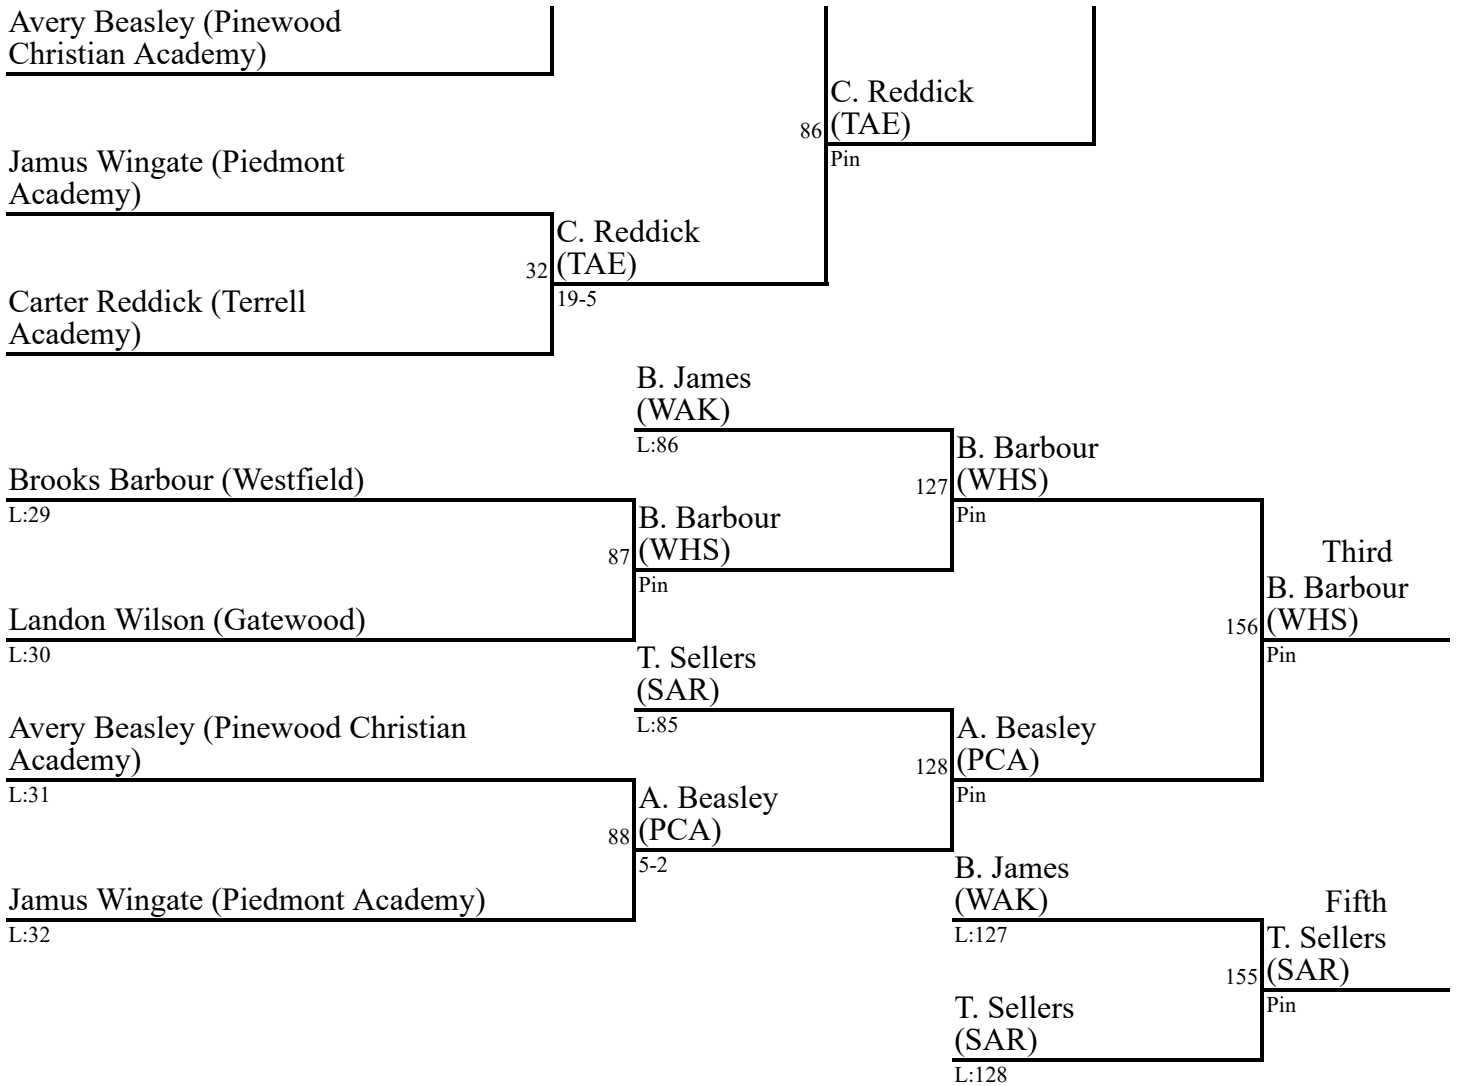 Avery Beasley (Pinewood
Christian Academy)
C. Reddick
86
(TAE)
Pin
Jamus Wingate (Piedmont
Academy)
C. Reddick
32
(TAE)
19-5
Carter Reddick (Terrell
Academy)
B. James
(WAK)
L:86
B. Barbour
127
(WHS)
Pin
Brooks Barbour (Westfield)
L:29
B. Barbour
87
(WHS)
Pin
Third
B. Barbour
156
(WHS)
Pin
Landon Wilson (Gatewood)
L:30
T. Sellers
(SAR)
L:85
Avery Beasley (Pinewood Christian
Academy)
L:31
A. Beasley
128
(PCA)
Pin
A. Beasley
88
(PCA)
5-2
Jamus Wingate (Piedmont Academy)
L:32
B. James
(WAK)
L:127
Fifth
T. Sellers
155
(SAR)
Pin
T. Sellers
(SAR)
L:128